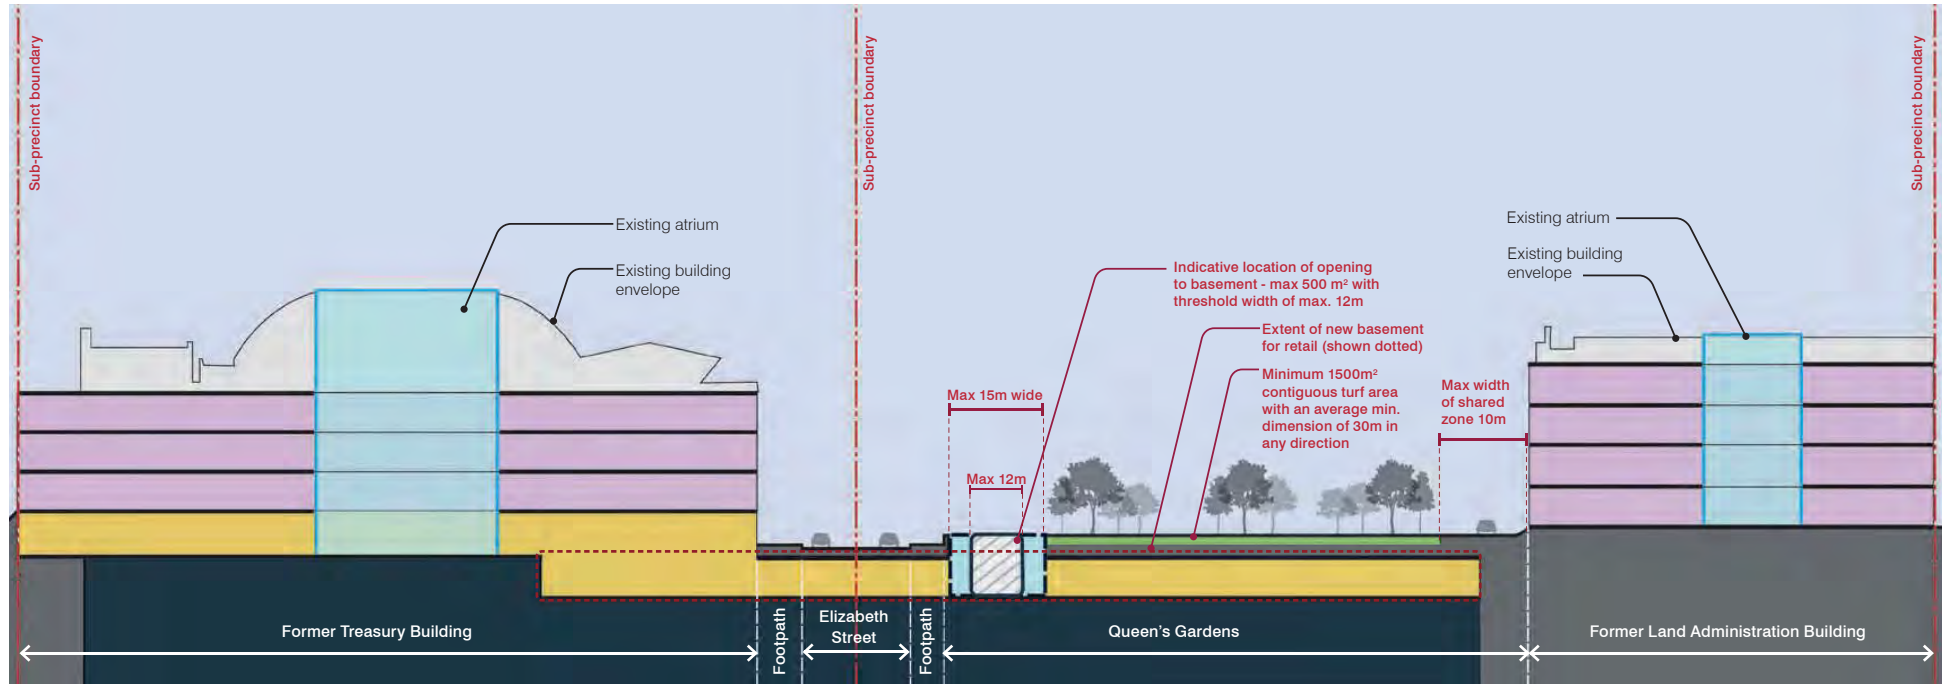 Sub-precinct boundary
Sub-precinct boundary
Sub-precinct boundary
Existing atrium
Existing building
envelope
Existing atrium
Existing building
envelope
Indicative location of opening
to basement - max 500 m² with
threshold width of max. 12m
Extent of new basement
for retail (shown dotted)
Minimum 1500m²
contiguous turf area
with an average min.
dimension of 30m in
any direction
Max width
of shared
zone 10m
Max 15m wide
Max 12m
Former Treasury Building
Footpath
Elizabeth
Street
Footpath
Queen's Gardens
Former Land Administration Building